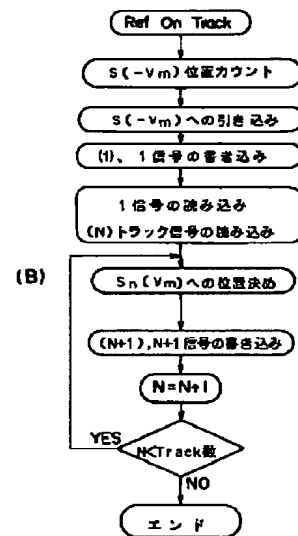 Ref On Track
S(-Vm)位置カウント
S(-Vm)への引き込み
(1)、1信号の書き込み
1信号の読み込み
(N)トラック信号の読み込み
(B)
Sn(Vm)への位置決め
(N+1),N+1信号の書き込み
N=N+1
YES
N<Track数
NO
エンド